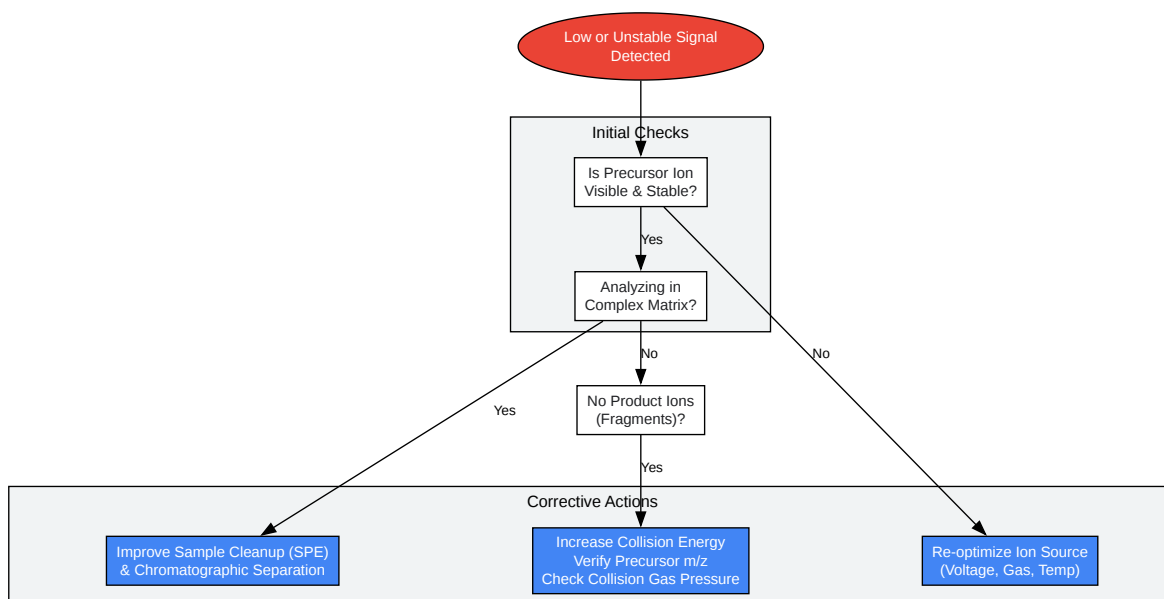 Low or Unstable Signal
Detected
Initial Checks
Is Precursor Ion
Visible & Stable?
Yes
Analyzing in
Complex Matrix?
No
No
Yes
No Product Ions
(Fragments)?
Yes
Corrective Actions
Improve Sample Cleanup (SPE)
& Chromatographic Separation
Increase Collision Energy
Verify Precursor m/z
Check Collision Gas Pressure
Re-optimize Ion Source
(Voltage, Gas, Temp)